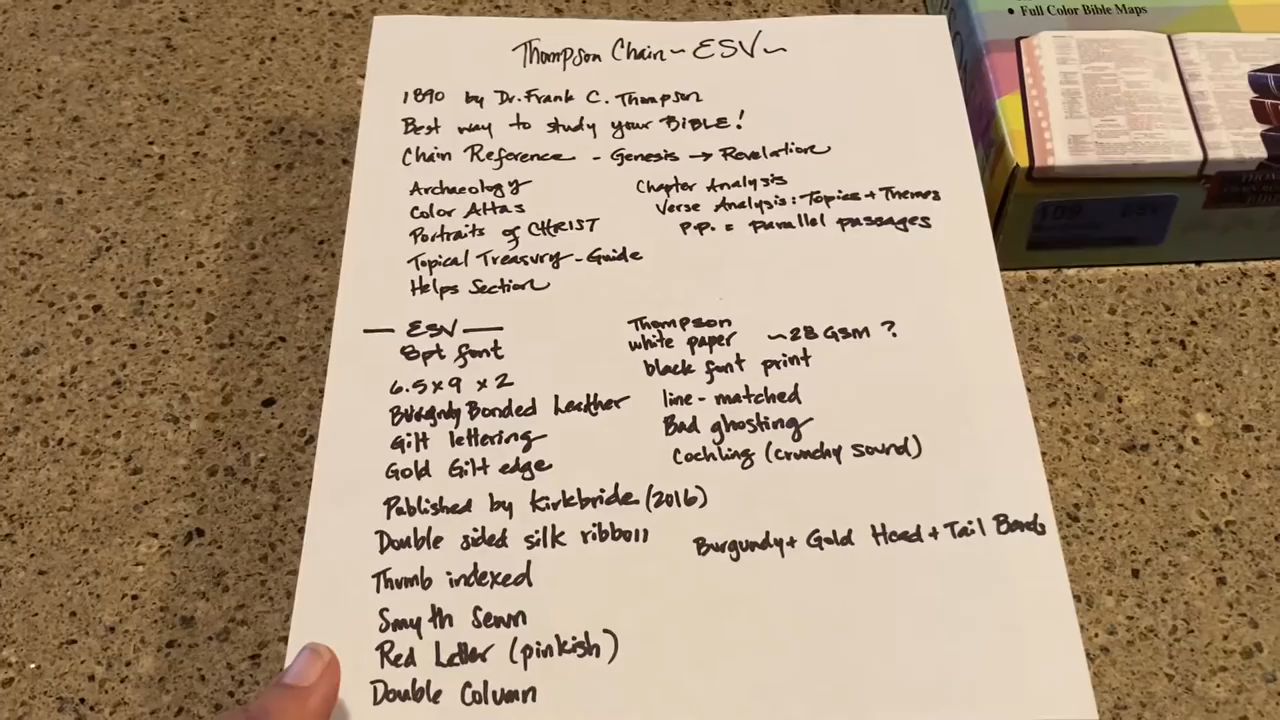 Thompson Chain ~ ESV ~
1890 by Dr. Frank C. Thompson
Best way to study your BIBLE!
Chain Reference - Genesis → Revelation
Archaeology
Color Atlas
Portraits of CHRIST
Topical Treasury - Guide
Helps Section
Chapter Analysis
Verse Analysis: Topics + Themes
P.P. = parallel passages
— ESV —
8pt font
6.5 x 9 x 2
Burgundy Bonded Leather
Gilt lettering
Gold Gilt edge
Published by Kirkbride (2016)
Double sided silk ribbon
Thumb indexed
Smyth Sewn
Red Letter (pinkish)
Double Column
Thompson
white paper ~28 GSM ?
black font print
line-matched
Bad ghosting
Cockling (crunchy sound)
Burgundy + Gold Head + Tail Bands
• Full Color Bible Maps